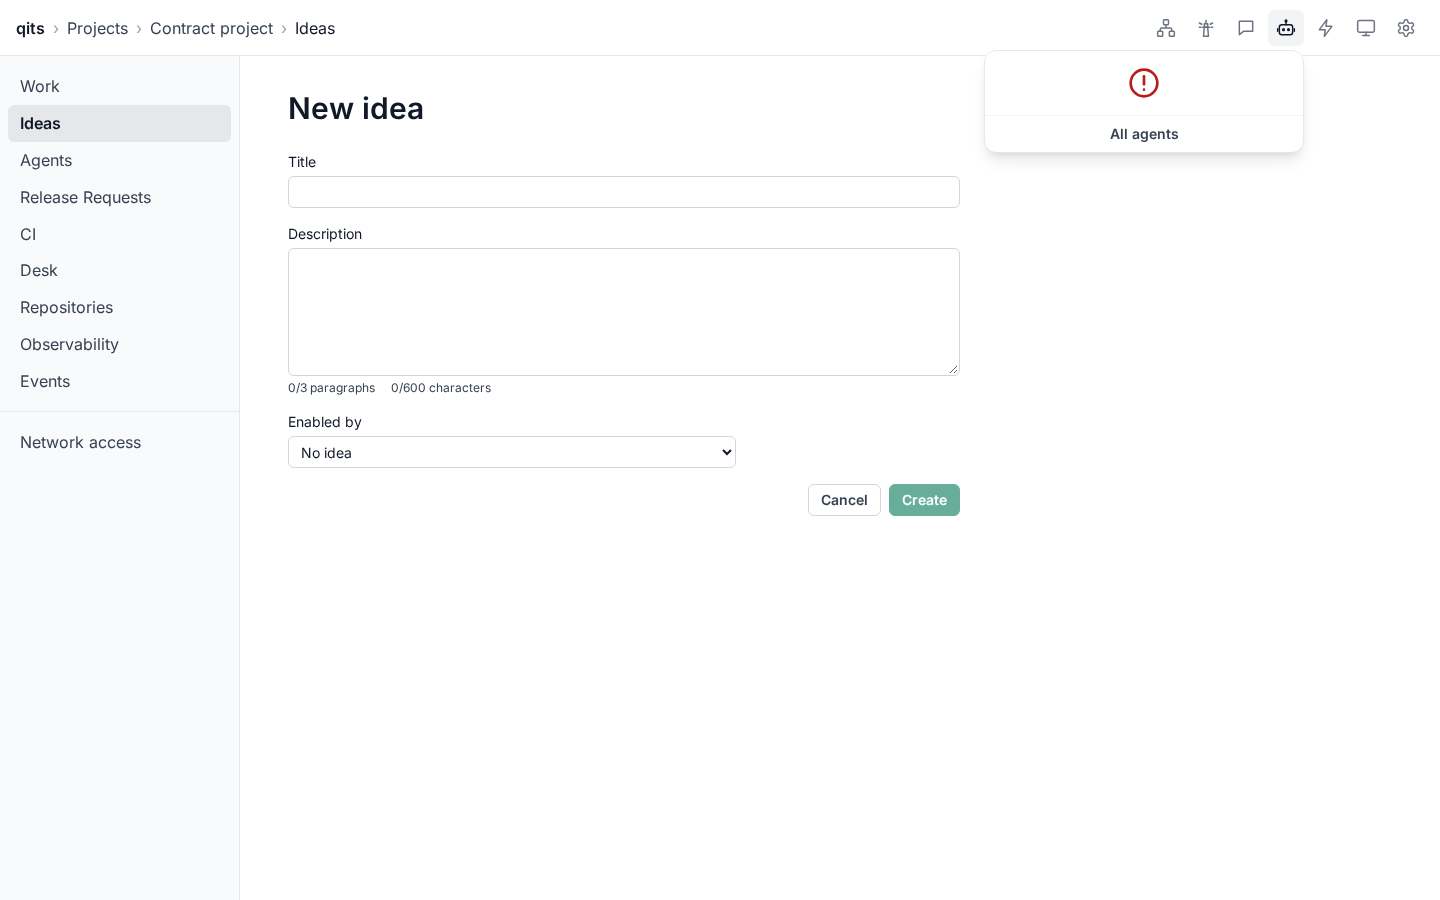 qits › Projects › Contract project › Ideas
All agents
Work
Ideas
Agents
Release Requests
CI
Desk
Repositories
Observability
Events
Network access
New idea
Title
Description
0/3 paragraphs 0/600 characters
Enabled by
No idea
Cancel Create